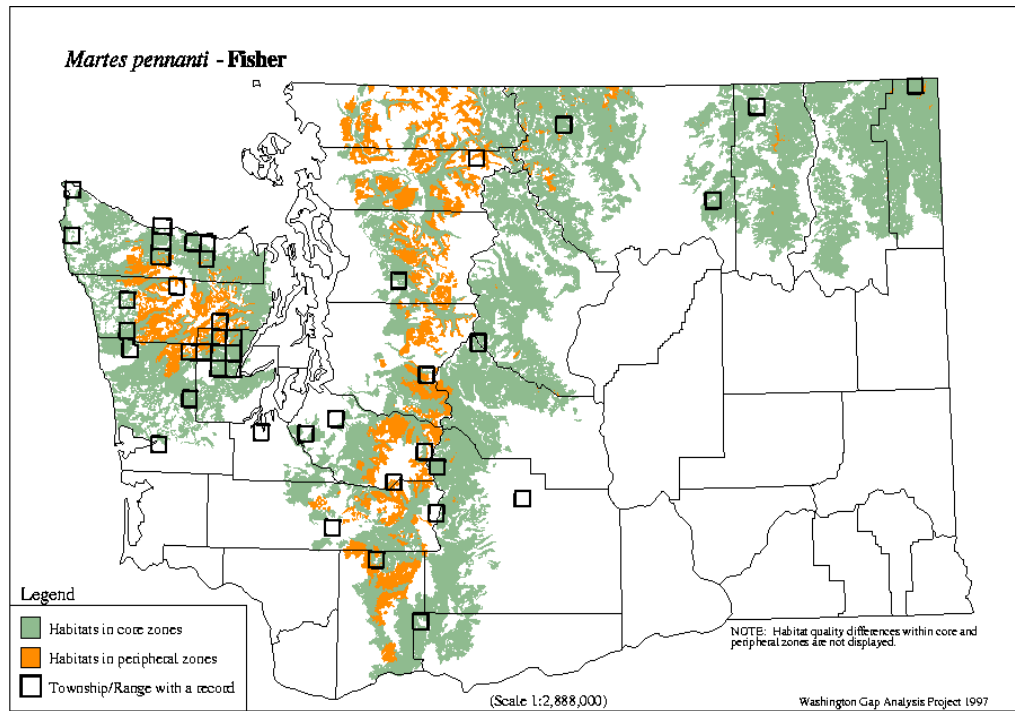 Martes pennanti - Fisher
Legend
Habitats in core zones
Habitats in peripheral zones
Township/Range with a record
(Scale 1:2,888,000)
NOTE: Habitat quality differences within core and
peripheral zones are not displayed.
Washington Gap Analysis Project 1997